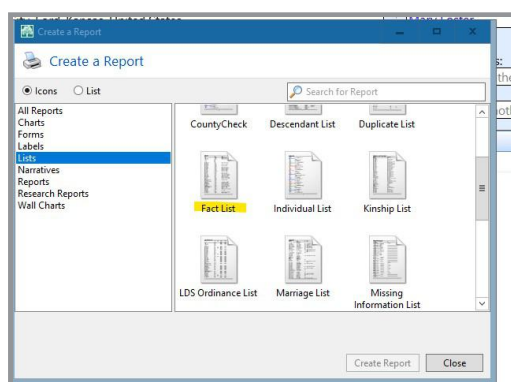 Create a Report
Create a Report
Icons
List
Search for Report
All Reports
Charts
Forms
Labels
Lists
Narratives
Reports
Research Reports
Wall Charts
CountyCheck
Descendant List
Duplicate List
Fact List
Individual List
Kinship List
LDS Ordinance List
Marriage List
Missing
Information List
Create Report
Close